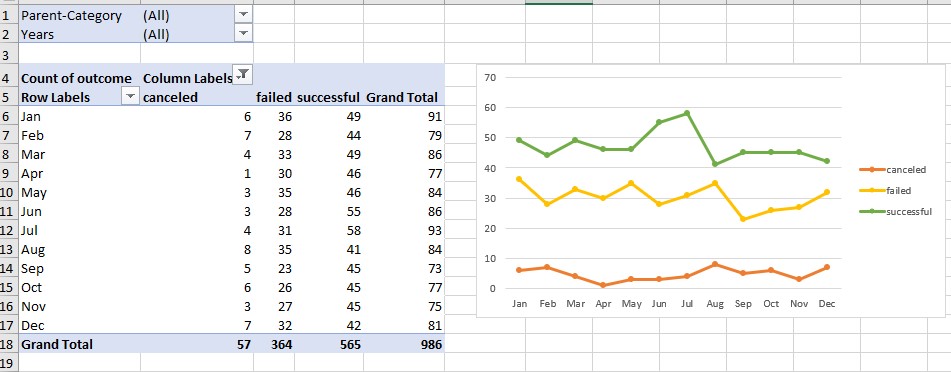 1 Parent-Category (All)
2 Years (All)
3
4 Count of outcome Column Labels
5 Row Labels canceled failed successful Grand Total
6 Jan 6 36 49 91
7 Feb 7 28 44 79
8 Mar 4 33 49 86
9 Apr 1 30 46 77
10 May 3 35 46 84
11 Jun 3 28 55 86
12 Jul 4 31 58 93
13 Aug 8 35 41 84
14 Sep 5 23 45 73
15 Oct 6 26 45 77
16 Nov 3 27 45 75
17 Dec 7 32 42 81
18 Grand Total 57 364 565 986
19
70
60
50
40
30
20
10
0
Jan Feb Mar Apr May Jun Jul Aug Sep Oct Nov Dec
canceled
failed
successful